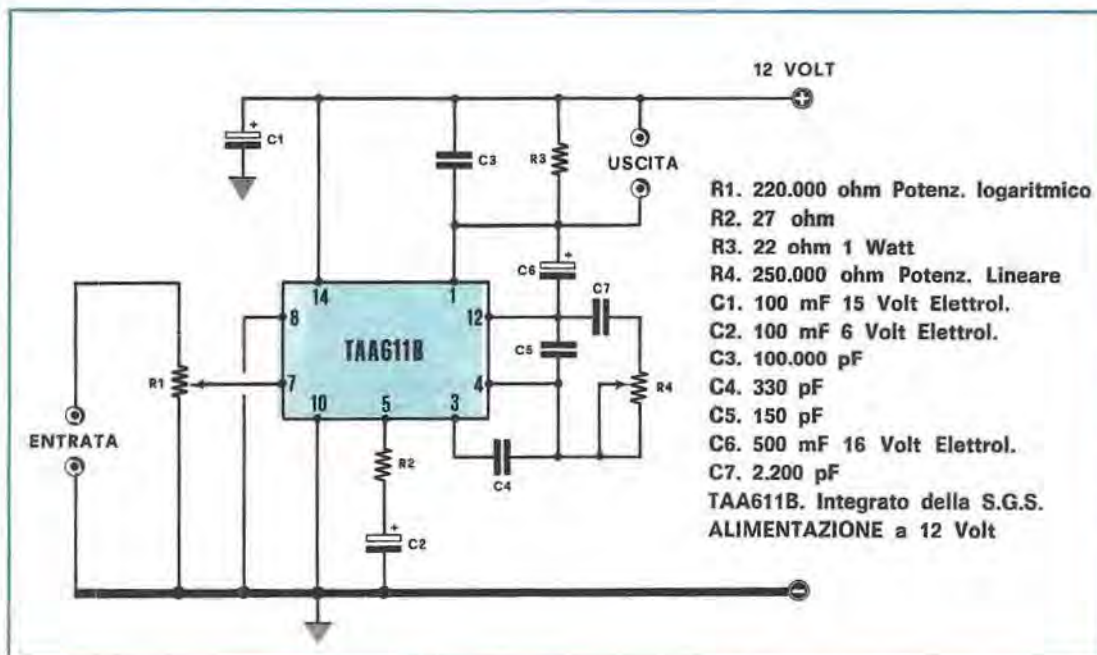 12 VOLT
+
+
C1
C3
R3
USCITA
+
C6
C7
14
1
8
12
TAA611B
C5
7
4
R1
R4
10
5
3
ENTRATA
R2
C4
+
C2
-
R1. 220.000 ohm Potenz. logaritmico
R2. 27 ohm
R3. 22 ohm 1 Watt
R4. 250.000 ohm Potenz. Lineare
C1. 100 mF 15 Volt Elettrol.
C2. 100 mF 6 Volt Elettrol.
C3. 100.000 pF
C4. 330 pF
C5. 150 pF
C6. 500 mF 16 Volt Elettrol.
C7. 2.200 pF
TAA611B. Integrato della S.G.S.
ALIMENTAZIONE a 12 Volt